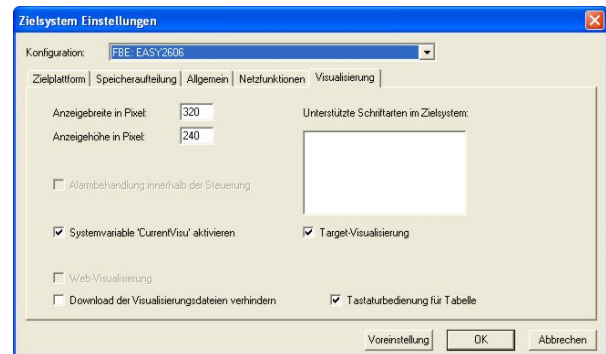 Zielsystem Einstellungen
Konfiguration: FBE: EASY2606
Zielplattform Speicheraufteilung Allgemein Netzfunktionen Visualisierung
Anzeigebreite in Pixel: 320 Unterstützte Schriftarten im Zielsystem:
Anzeigehöhe in Pixel: 240
Alarmbehandlung innerhalb der Steuerung
Systemvariable 'CurrentVisu' aktivieren Target-Visualisierung
Web-Visualisierung
Download der Visualisierungsdateien verhindern Tastaturbedienung für Tabelle
Voreinstellung OK Abbrechen